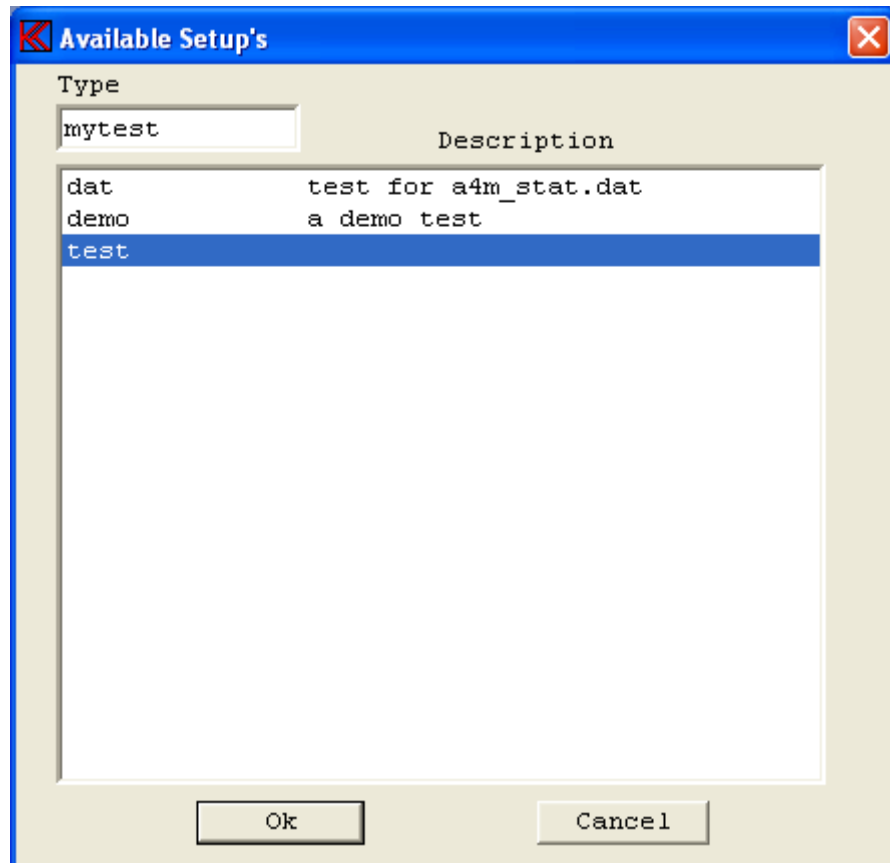 Available Setup's
Type
mytest
Description
dat test for a4m_stat.dat
demo a demo test
test
Ok Cancel